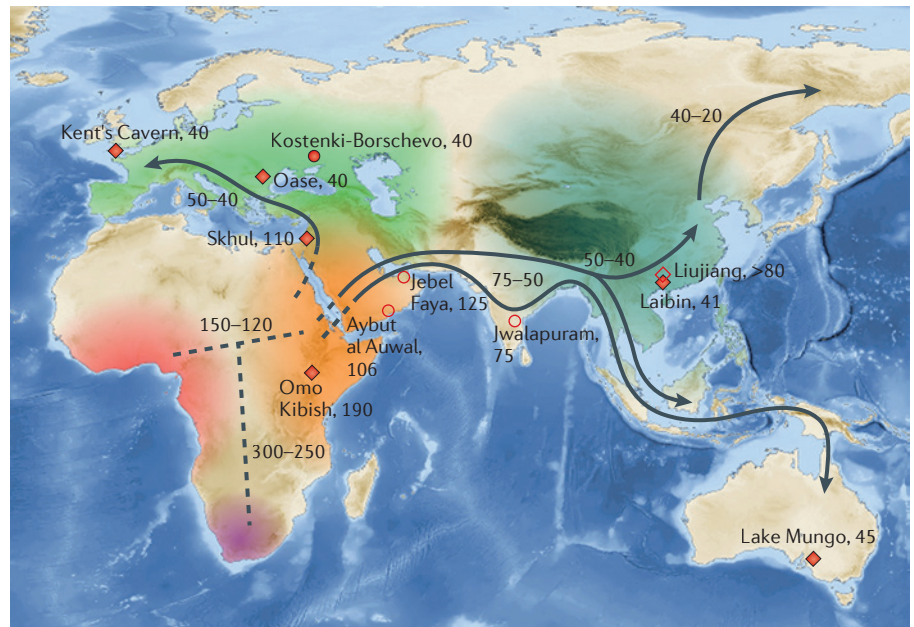 40–20
Kent's Cavern, 40
Kostenki-Borschevo, 40
Oase, 40
50–40
Skhul, 110
50–40
Liujiang, >80
75–50
Jebel
Faya, 125
Laibin, 41
150–120
Aybut
al Auwal,
106
Jwalapuram,
75
Omo
Kibish, 190
300–250
Lake Mungo, 45